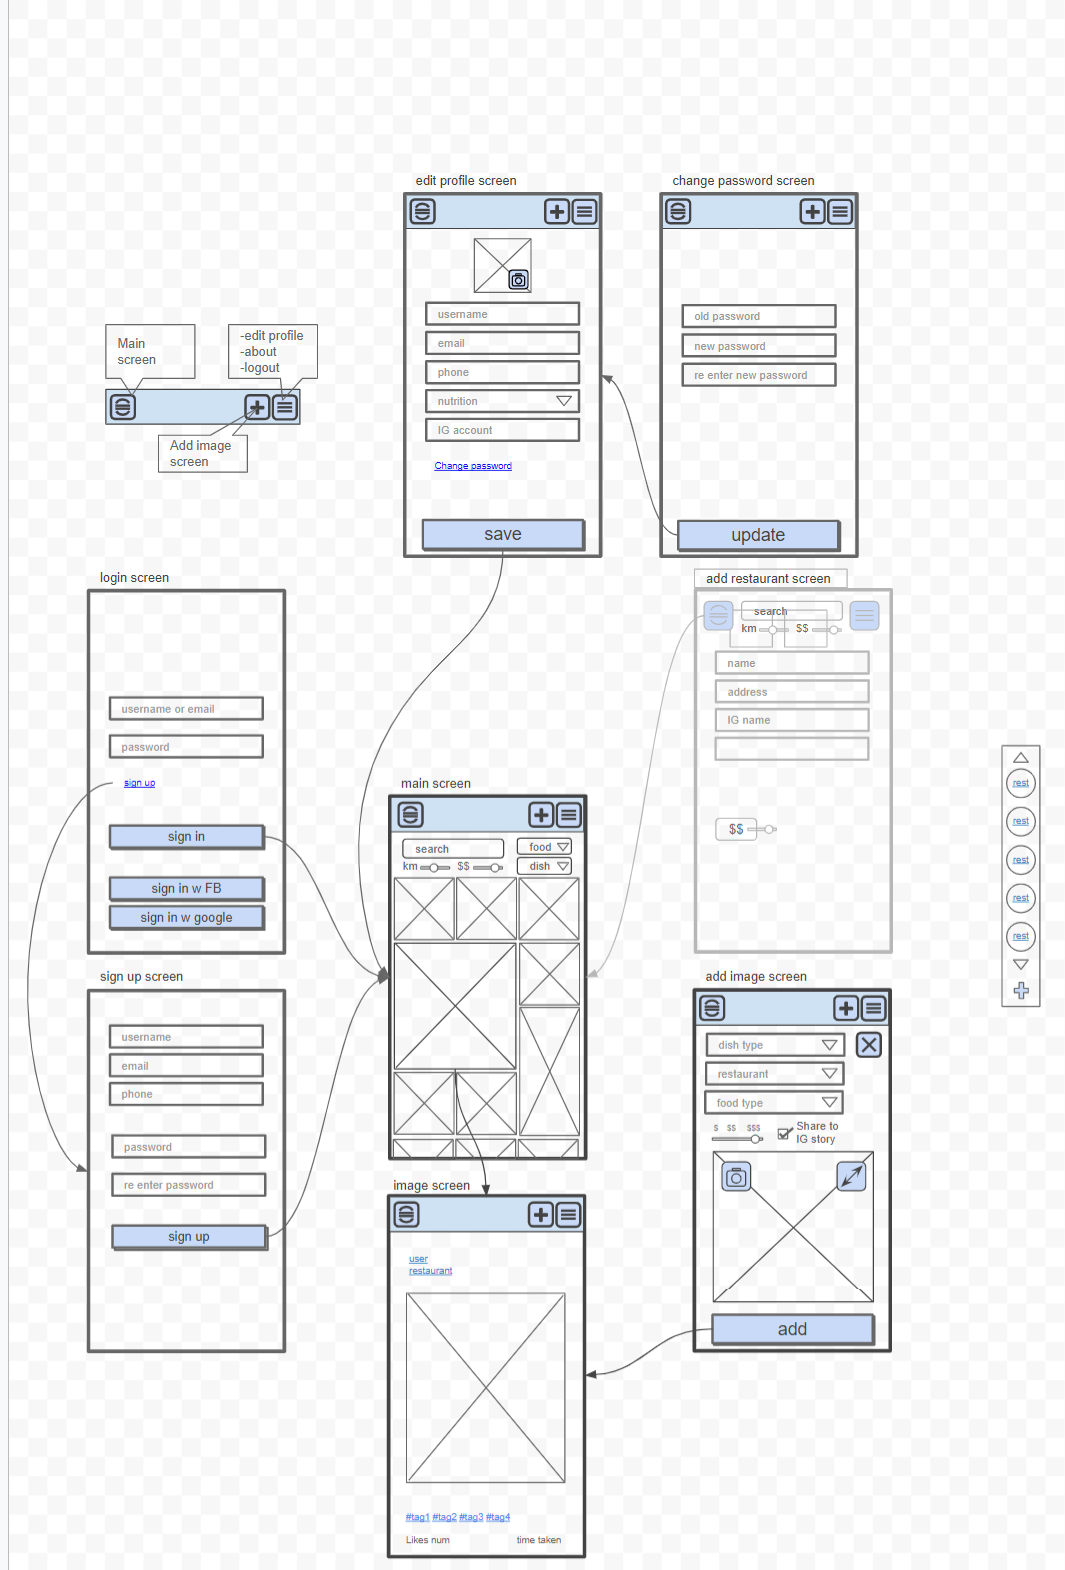 edit profile screen
username
email
phone
nutrition
IG account
Change password
save
change password screen
old password
new password
re enter new password
update
Main
screen
-edit profile
-about
-logout
Add image
screen
login screen
username or email
password
sign up
sign in
sign in w FB
sign in w google
add restaurant screen
search
km
$$
name
address
IG name
$$
main screen
search
food
km
$$
dish
rest
rest
rest
rest
rest
sign up screen
username
email
phone
password
re enter password
sign up
add image screen
dish type
restaurant
food type
$ $$ $$$
Share to
IG story
add
image screen
user
restaurant
#tag1 #tag2 #tag3 #tag4
Likes num
time taken